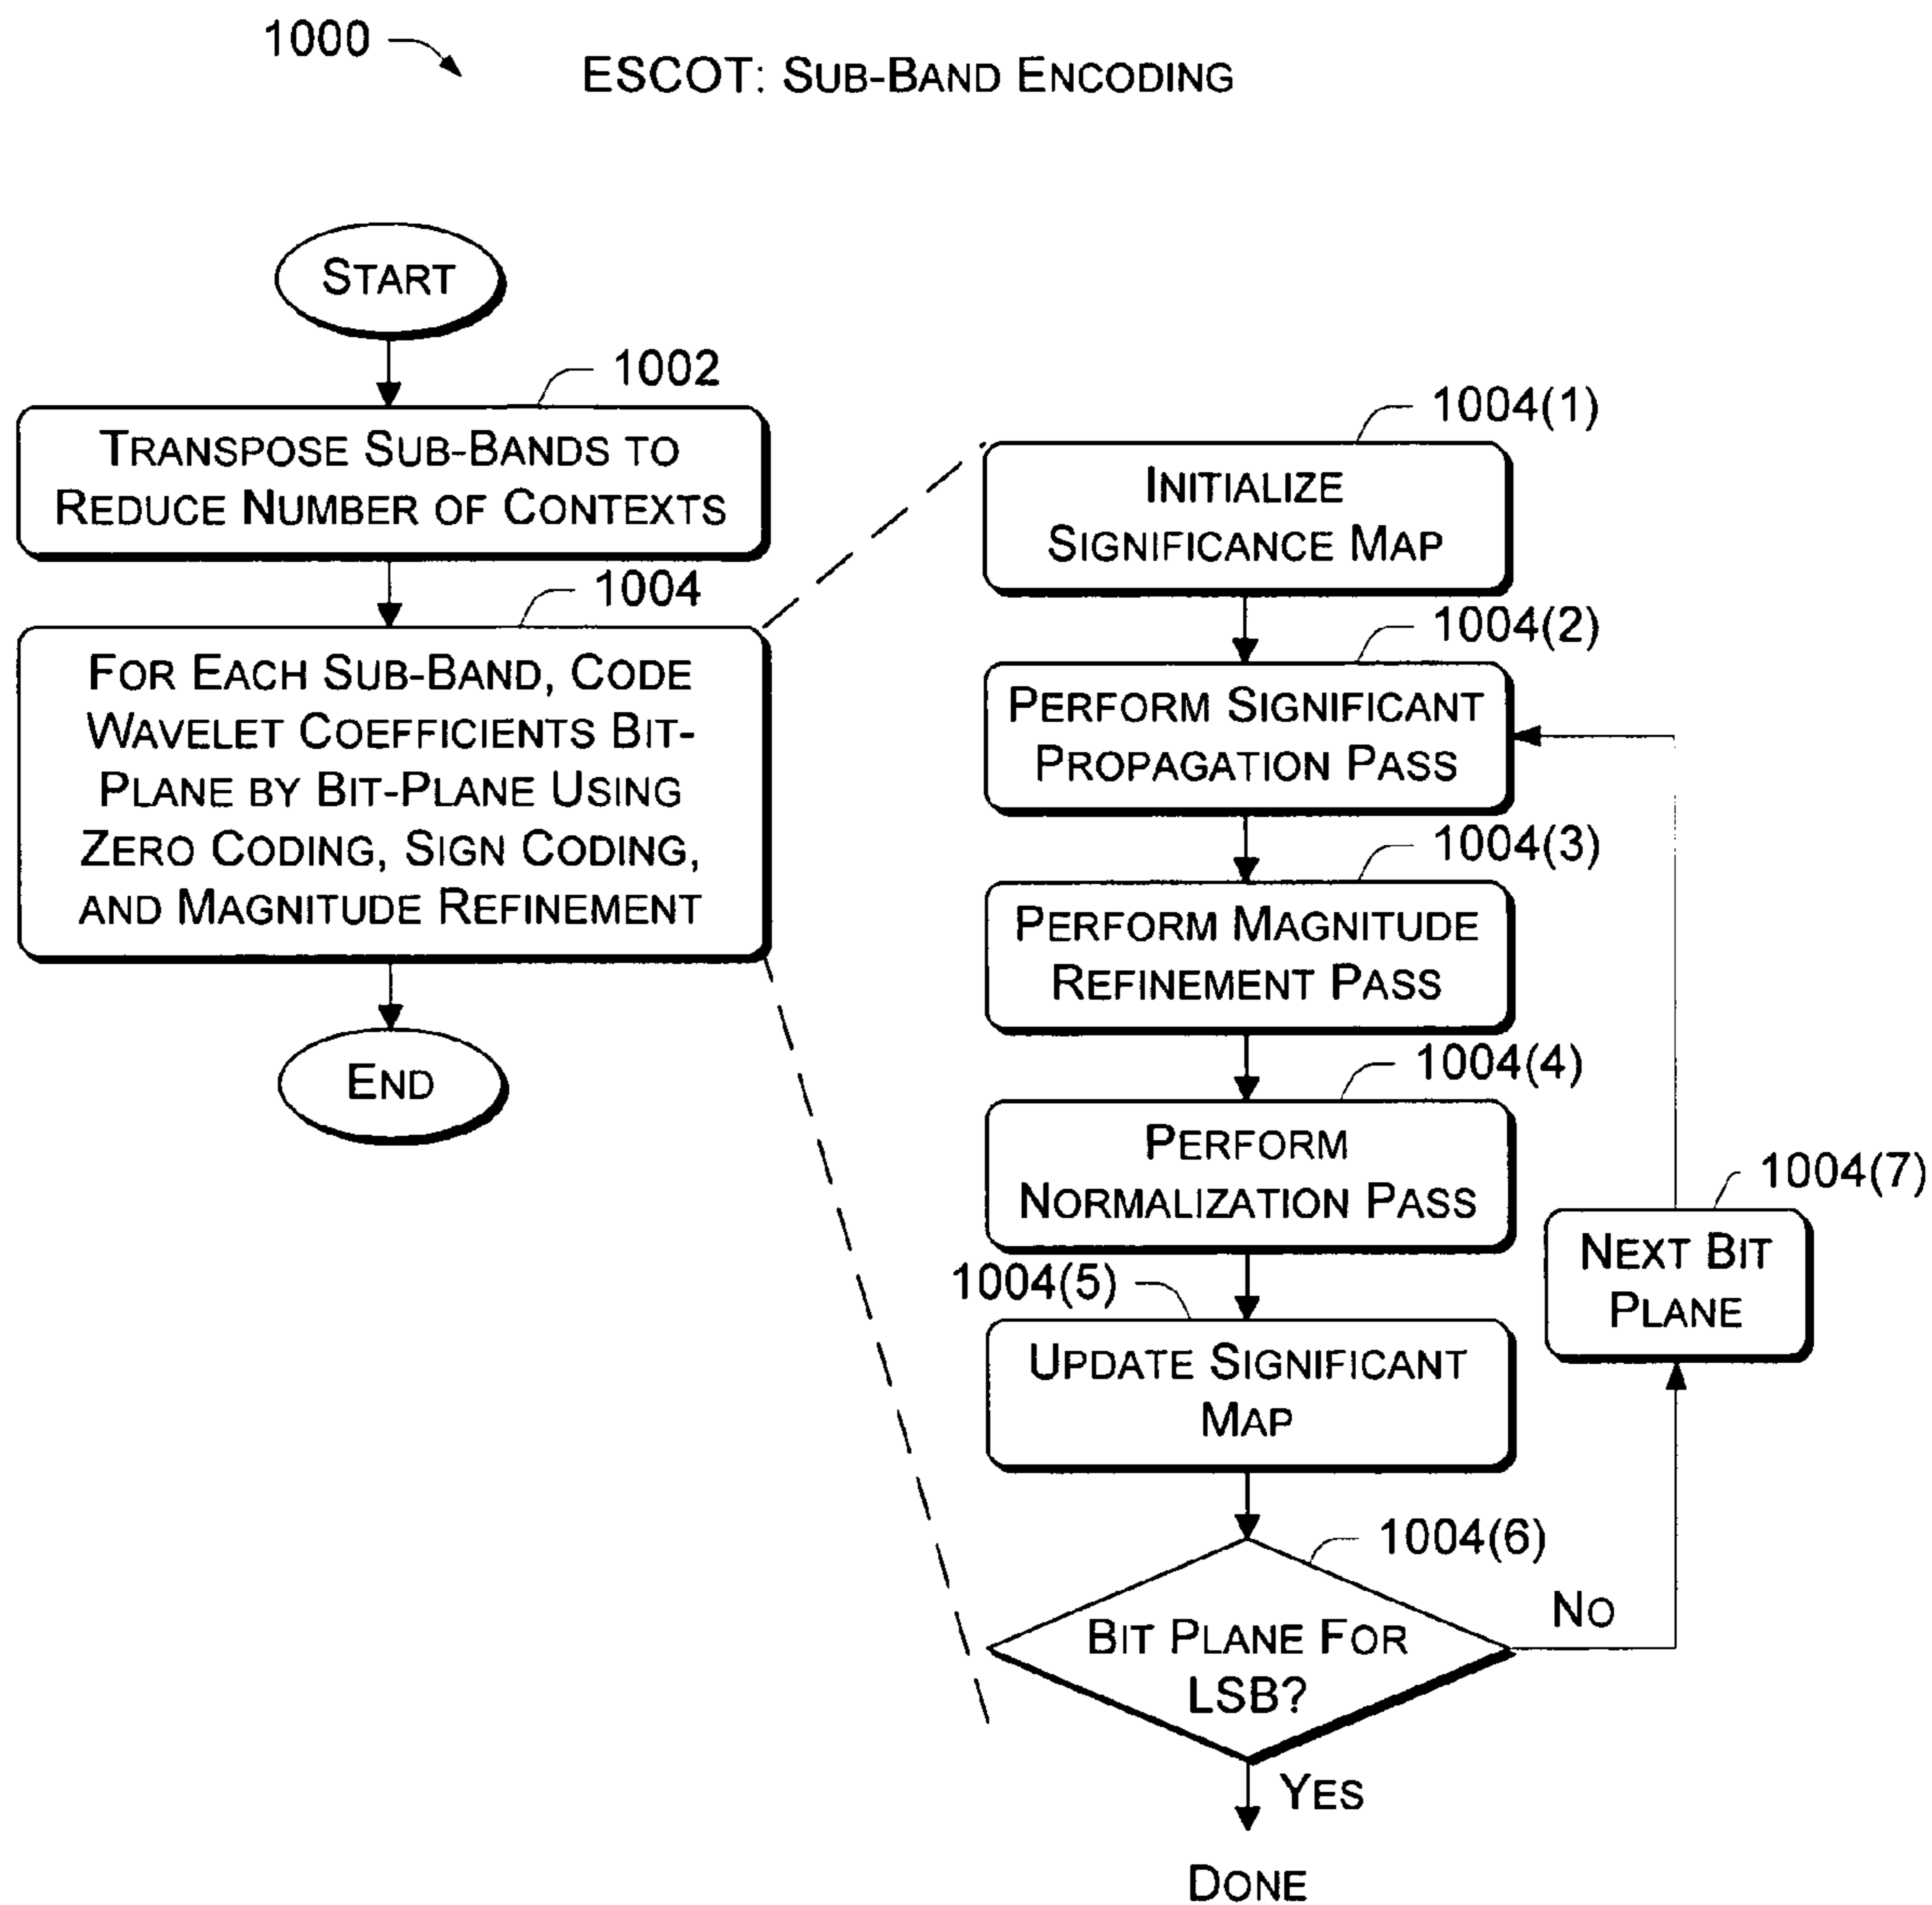 1000
ESCOT: SUB-BAND ENCODING
START
1002
TRANSPOSE SUB-BANDS TO
REDUCE NUMBER OF CONTEXTS
1004
FOR EACH SUB-BAND, CODE
WAVELET COEFFICIENTS BIT-
PLANE BY BIT-PLANE USING
ZERO CODING, SIGN CODING,
AND MAGNITUDE REFINEMENT
END
1004(1)
INITIALIZE
SIGNIFICANCE MAP
1004(2)
PERFORM SIGNIFICANT
PROPAGATION PASS
1004(3)
PERFORM MAGNITUDE
REFINEMENT PASS
1004(4)
PERFORM
NORMALIZATION PASS
1004(5)
UPDATE SIGNIFICANT
MAP
1004(6)
BIT PLANE FOR
LSB?
NO
1004(7)
NEXT BIT
PLANE
YES
DONE